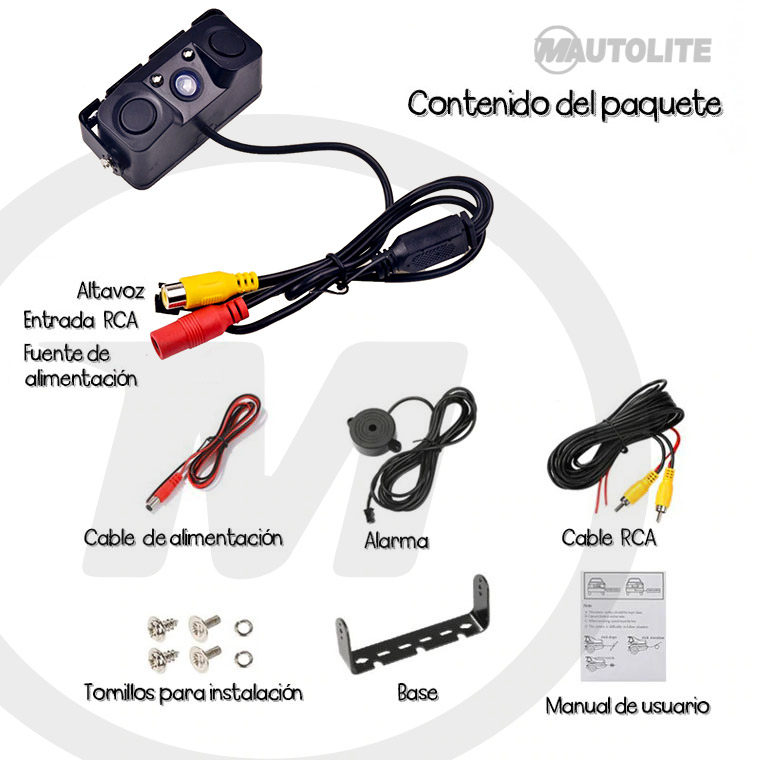 MAUTOLITE
Contenido del paquete
Altavoz
Entrada RCA
Fuente de
alimentación
Cable de alimentación
Alarma
Cable RCA
Tornillos para instalación
Base
Manual de usuario